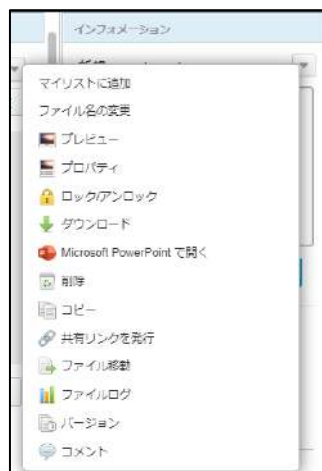 インフォメーション
マイリストに追加
ファイル名の変更
プレビュー
プロパティ
ロック/アンロック
ダウンロード
Microsoft PowerPoint で開く
削除
コピー
共有リンクを発行
ファイル移動
ファイルログ
バージョン
コメント